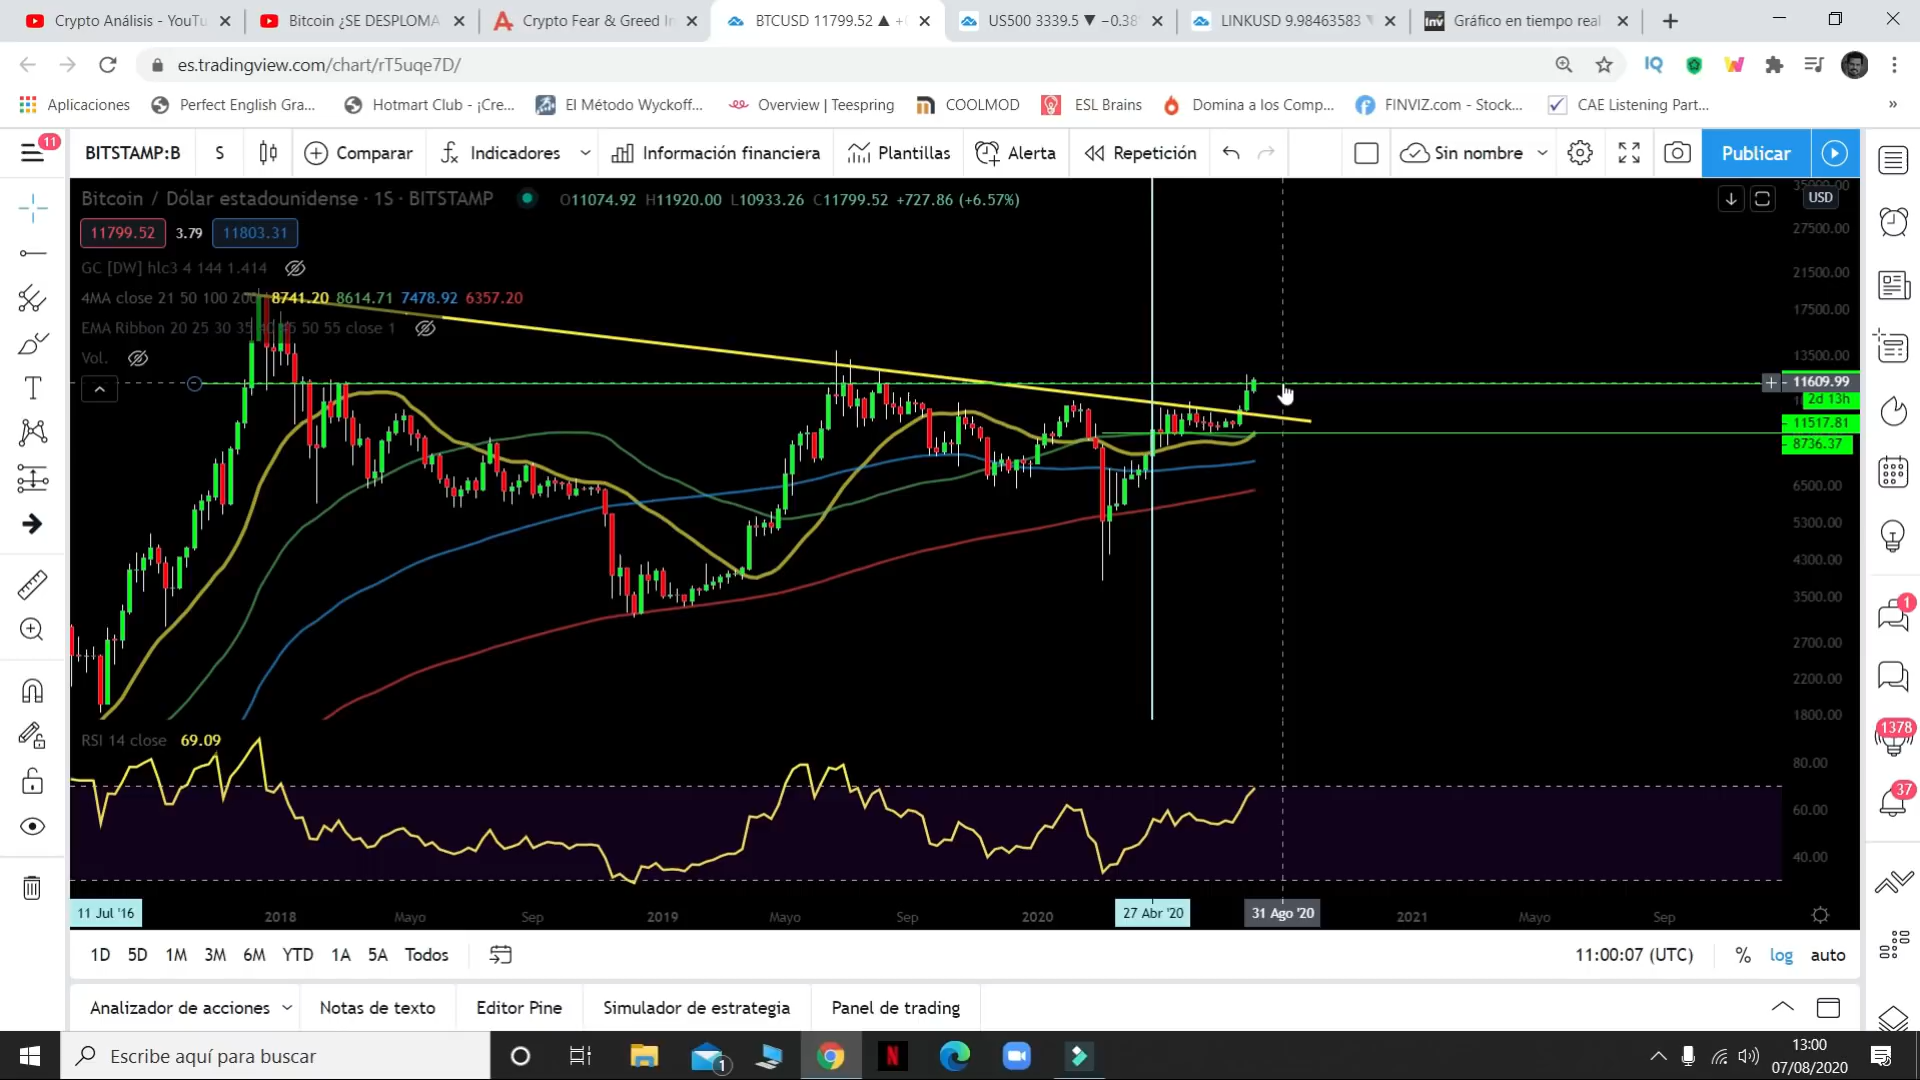 Crypto Análisis - YouTu
Bitcoin ¿SE DESPLOMA
Crypto Fear & Greed In
BTCUSD 11799.52 ▲ +
US500 3339.5 ▼ −0.38
LINKUSD 9.98463583 ▼
Inv Gráfico en tiempo real
es.tradingview.com/chart/rT5uqe7D/
IQ
Aplicaciones
Perfect English Gra...
Hotmart Club - ¡Cre...
El Método Wyckoff...
Overview | Teespring
COOLMOD
ESL Brains
Domina a los Comp...
FINVIZ.com - Stock...
CAE Listening Part...
»
11
BITSTAMP:B
S
Comparar
Indicadores
Información financiera
Plantillas
Alerta
Repetición
Sin nombre
Publicar
Bitcoin / Dólar estadounidense · 1S · BITSTAMP
O11074.92 H11920.00 L10933.26 C11799.52 +727.86 (+6.57%)
11799.52 3.79 11803.31
GC [DW] hlc3 4 144 1.414
4MA close 21 50 100 200 8741.20 8614.71 7478.92 6357.20
EMA Ribbon 20 25 30 35 40 45 50 55 close 1
Vol.
35000.00
USD
27500.00
21500.00
17500.00
13500.00
11609.99
2d 13h
11517.81
8736.37
6500.00
5300.00
4300.00
3500.00
2700.00
2200.00
1800.00
RSI 14 close 69.09
80.00
60.00
40.00
11 Jul '16
2018
Mayo
Sep
2019
Mayo
Sep
2020
27 Abr '20
31 Ago '20
2021
Mayo
Sep
1D 5D 1M 3M 6M YTD 1A 5A Todos
11:00:07 (UTC)
% log auto
Analizador de acciones
Notas de texto
Editor Pine
Simulador de estrategia
Panel de trading
1
1378
37
Escribe aquí para buscar
1
N
13:00
07/08/2020